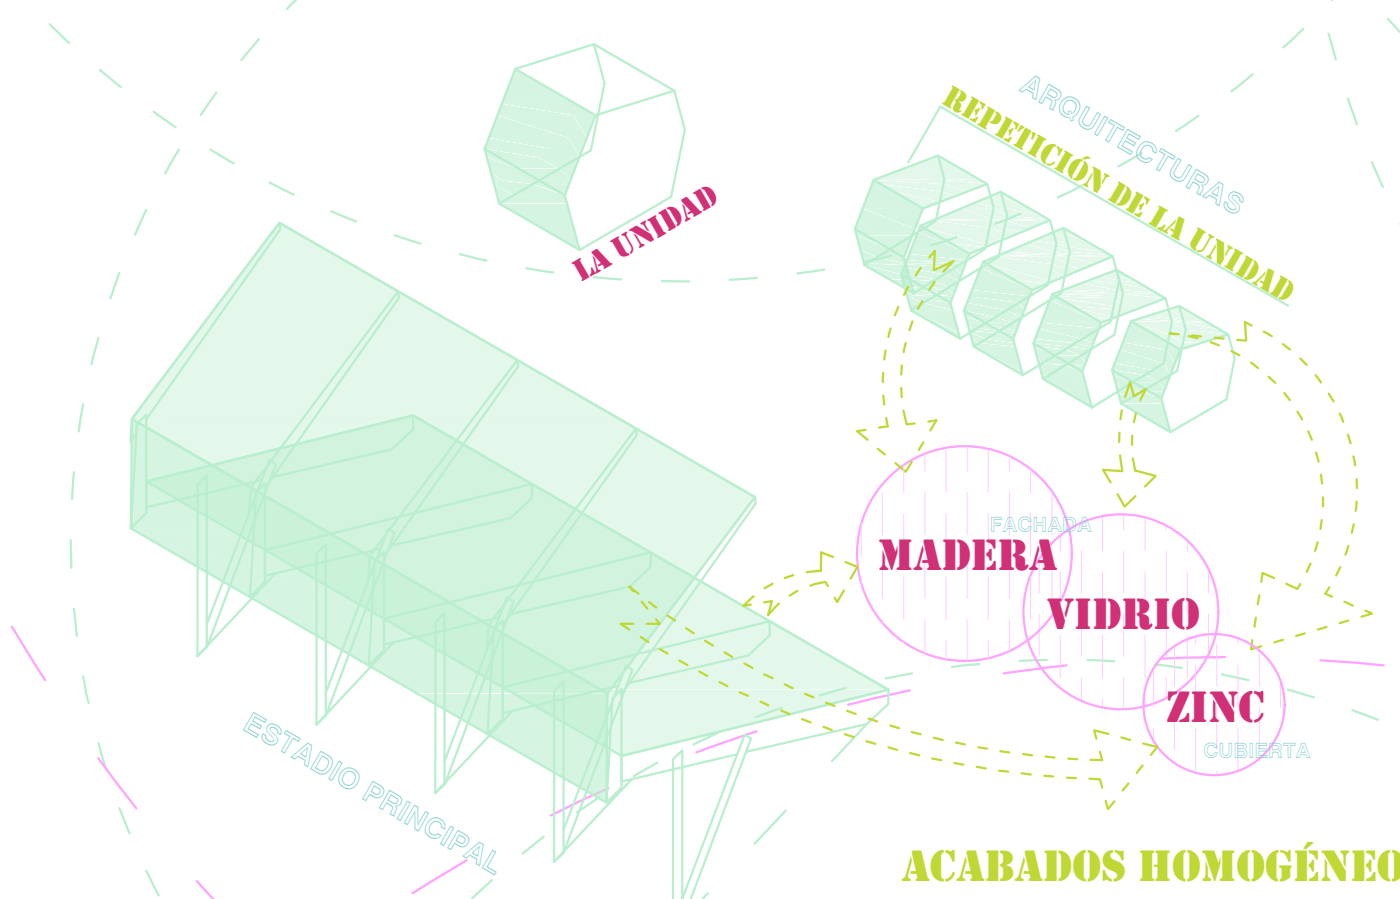 ARQUITECTURAS
REPETICIÓN DE LA UNIDAD
LA UNIDAD
FACHADA
MADERA
VIDRIO
ZINC
CUBIERTA
ESTADIO PRINCIPAL
ACABADOS HOMOGÉNEO